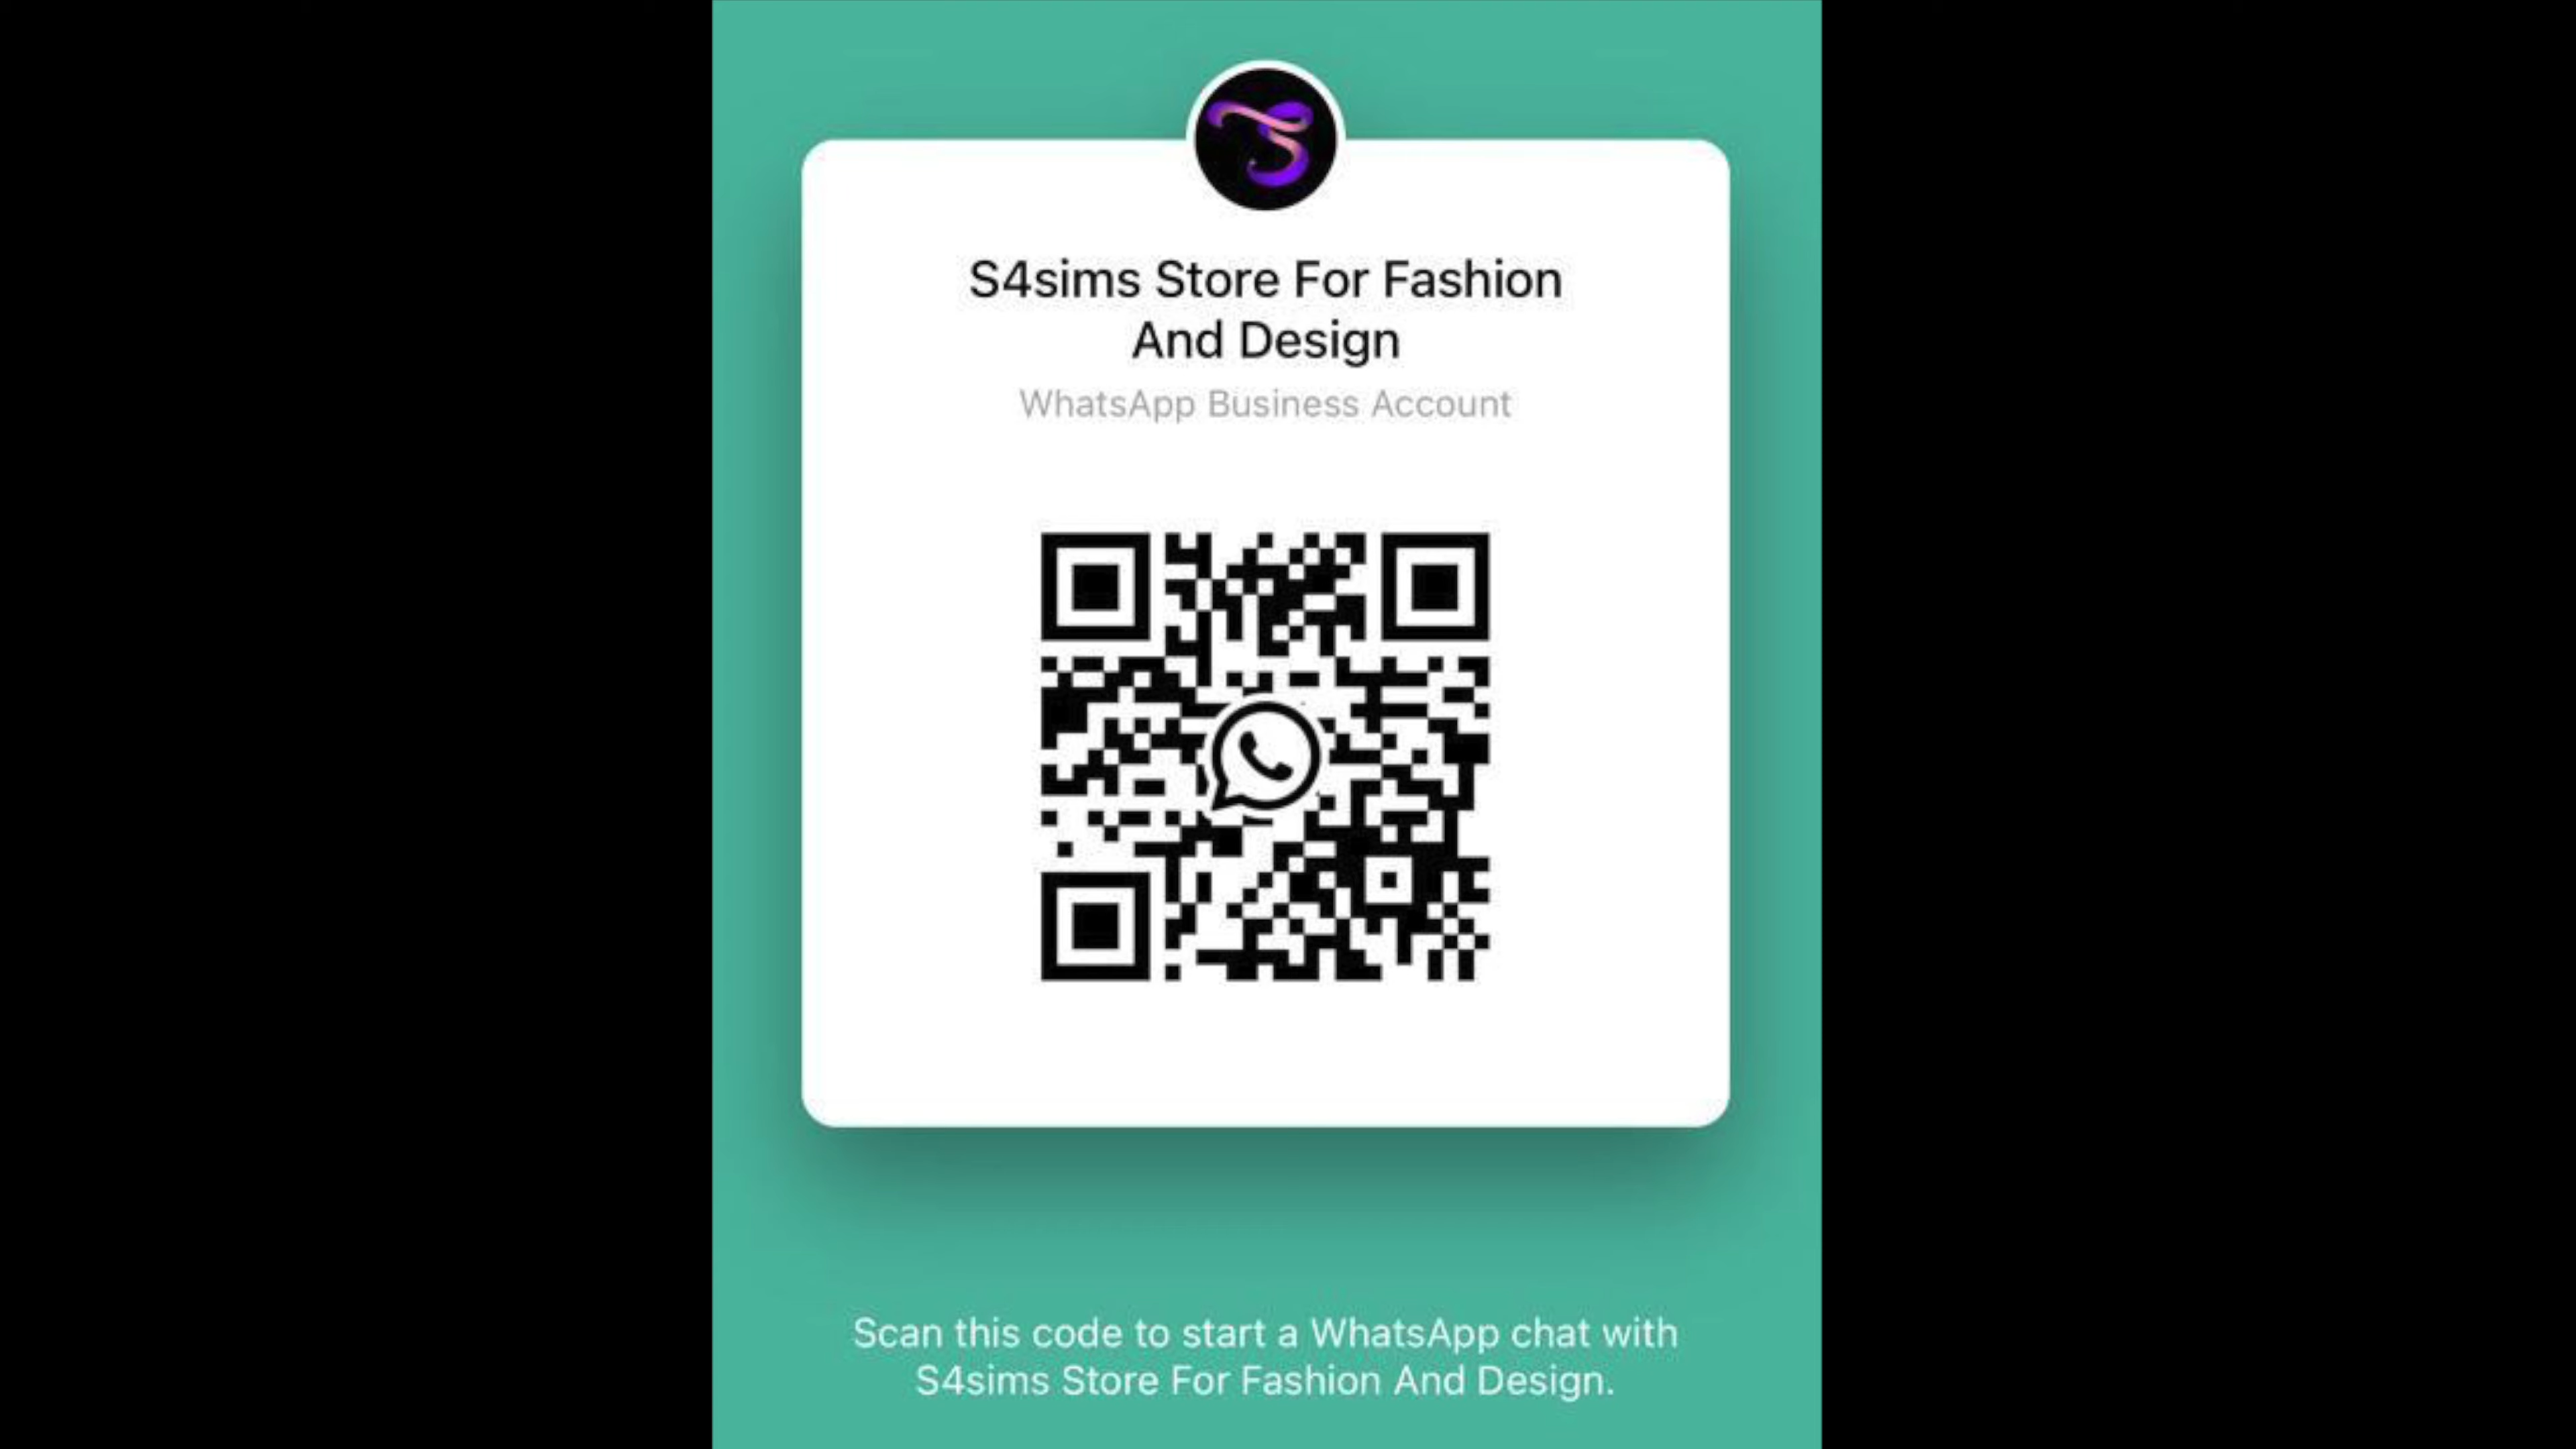 S4sims Store For Fashion
And Design
WhatsApp Business Account
Scan this code to start a WhatsApp chat with
S4sims Store For Fashion And Design.